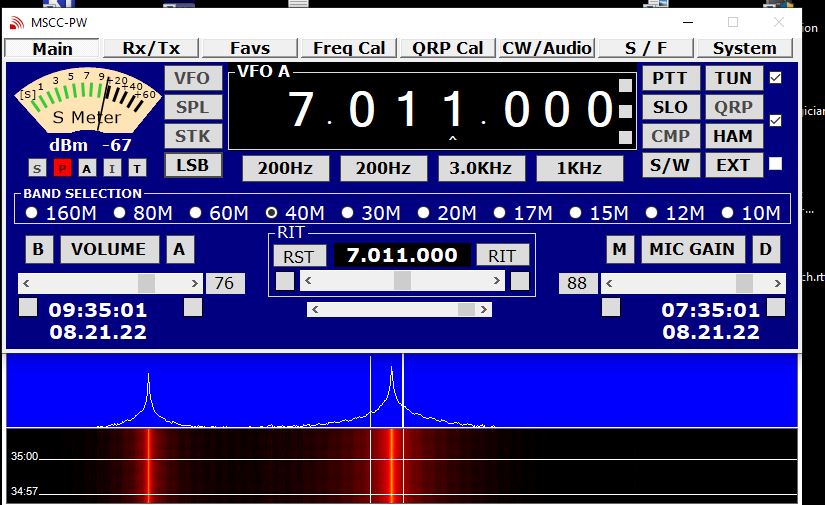 MSCC-PW
Main Rx/Tx Favs Freq Cal QRP Cal CW/Audio S / F System
[S] 1 3 5 7 9 +20 +40 +60
S Meter
dBm -67
S P A I T
VFO
SPL
STK
LSB
VFO A
7.011.000
^
200Hz 200Hz 3.0KHz 1KHz
PTT TUN
SLO QRP
CMP HAM
S/W EXT
BAND SELECTION
160M 80M 60M 40M 30M 20M 17M 15M 12M 10M
B VOLUME A
< > 76
09:35:01
08.21.22
RIT
RST 7.011.000 RIT
< >
< >
M MIC GAIN D
88 < >
07:35:01
08.21.22
35:00
34:57
ion
gician
...
ch.rt